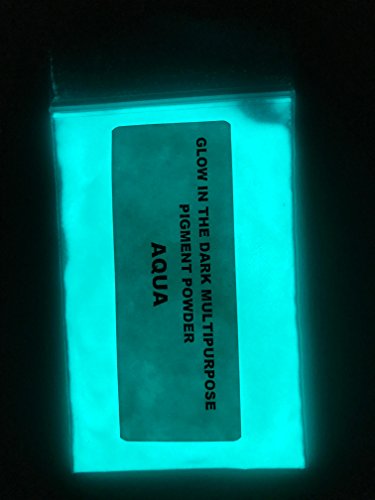 GLOW IN THE DARK MULTIPURPOSE
PIGMENT POWDER
AQUA